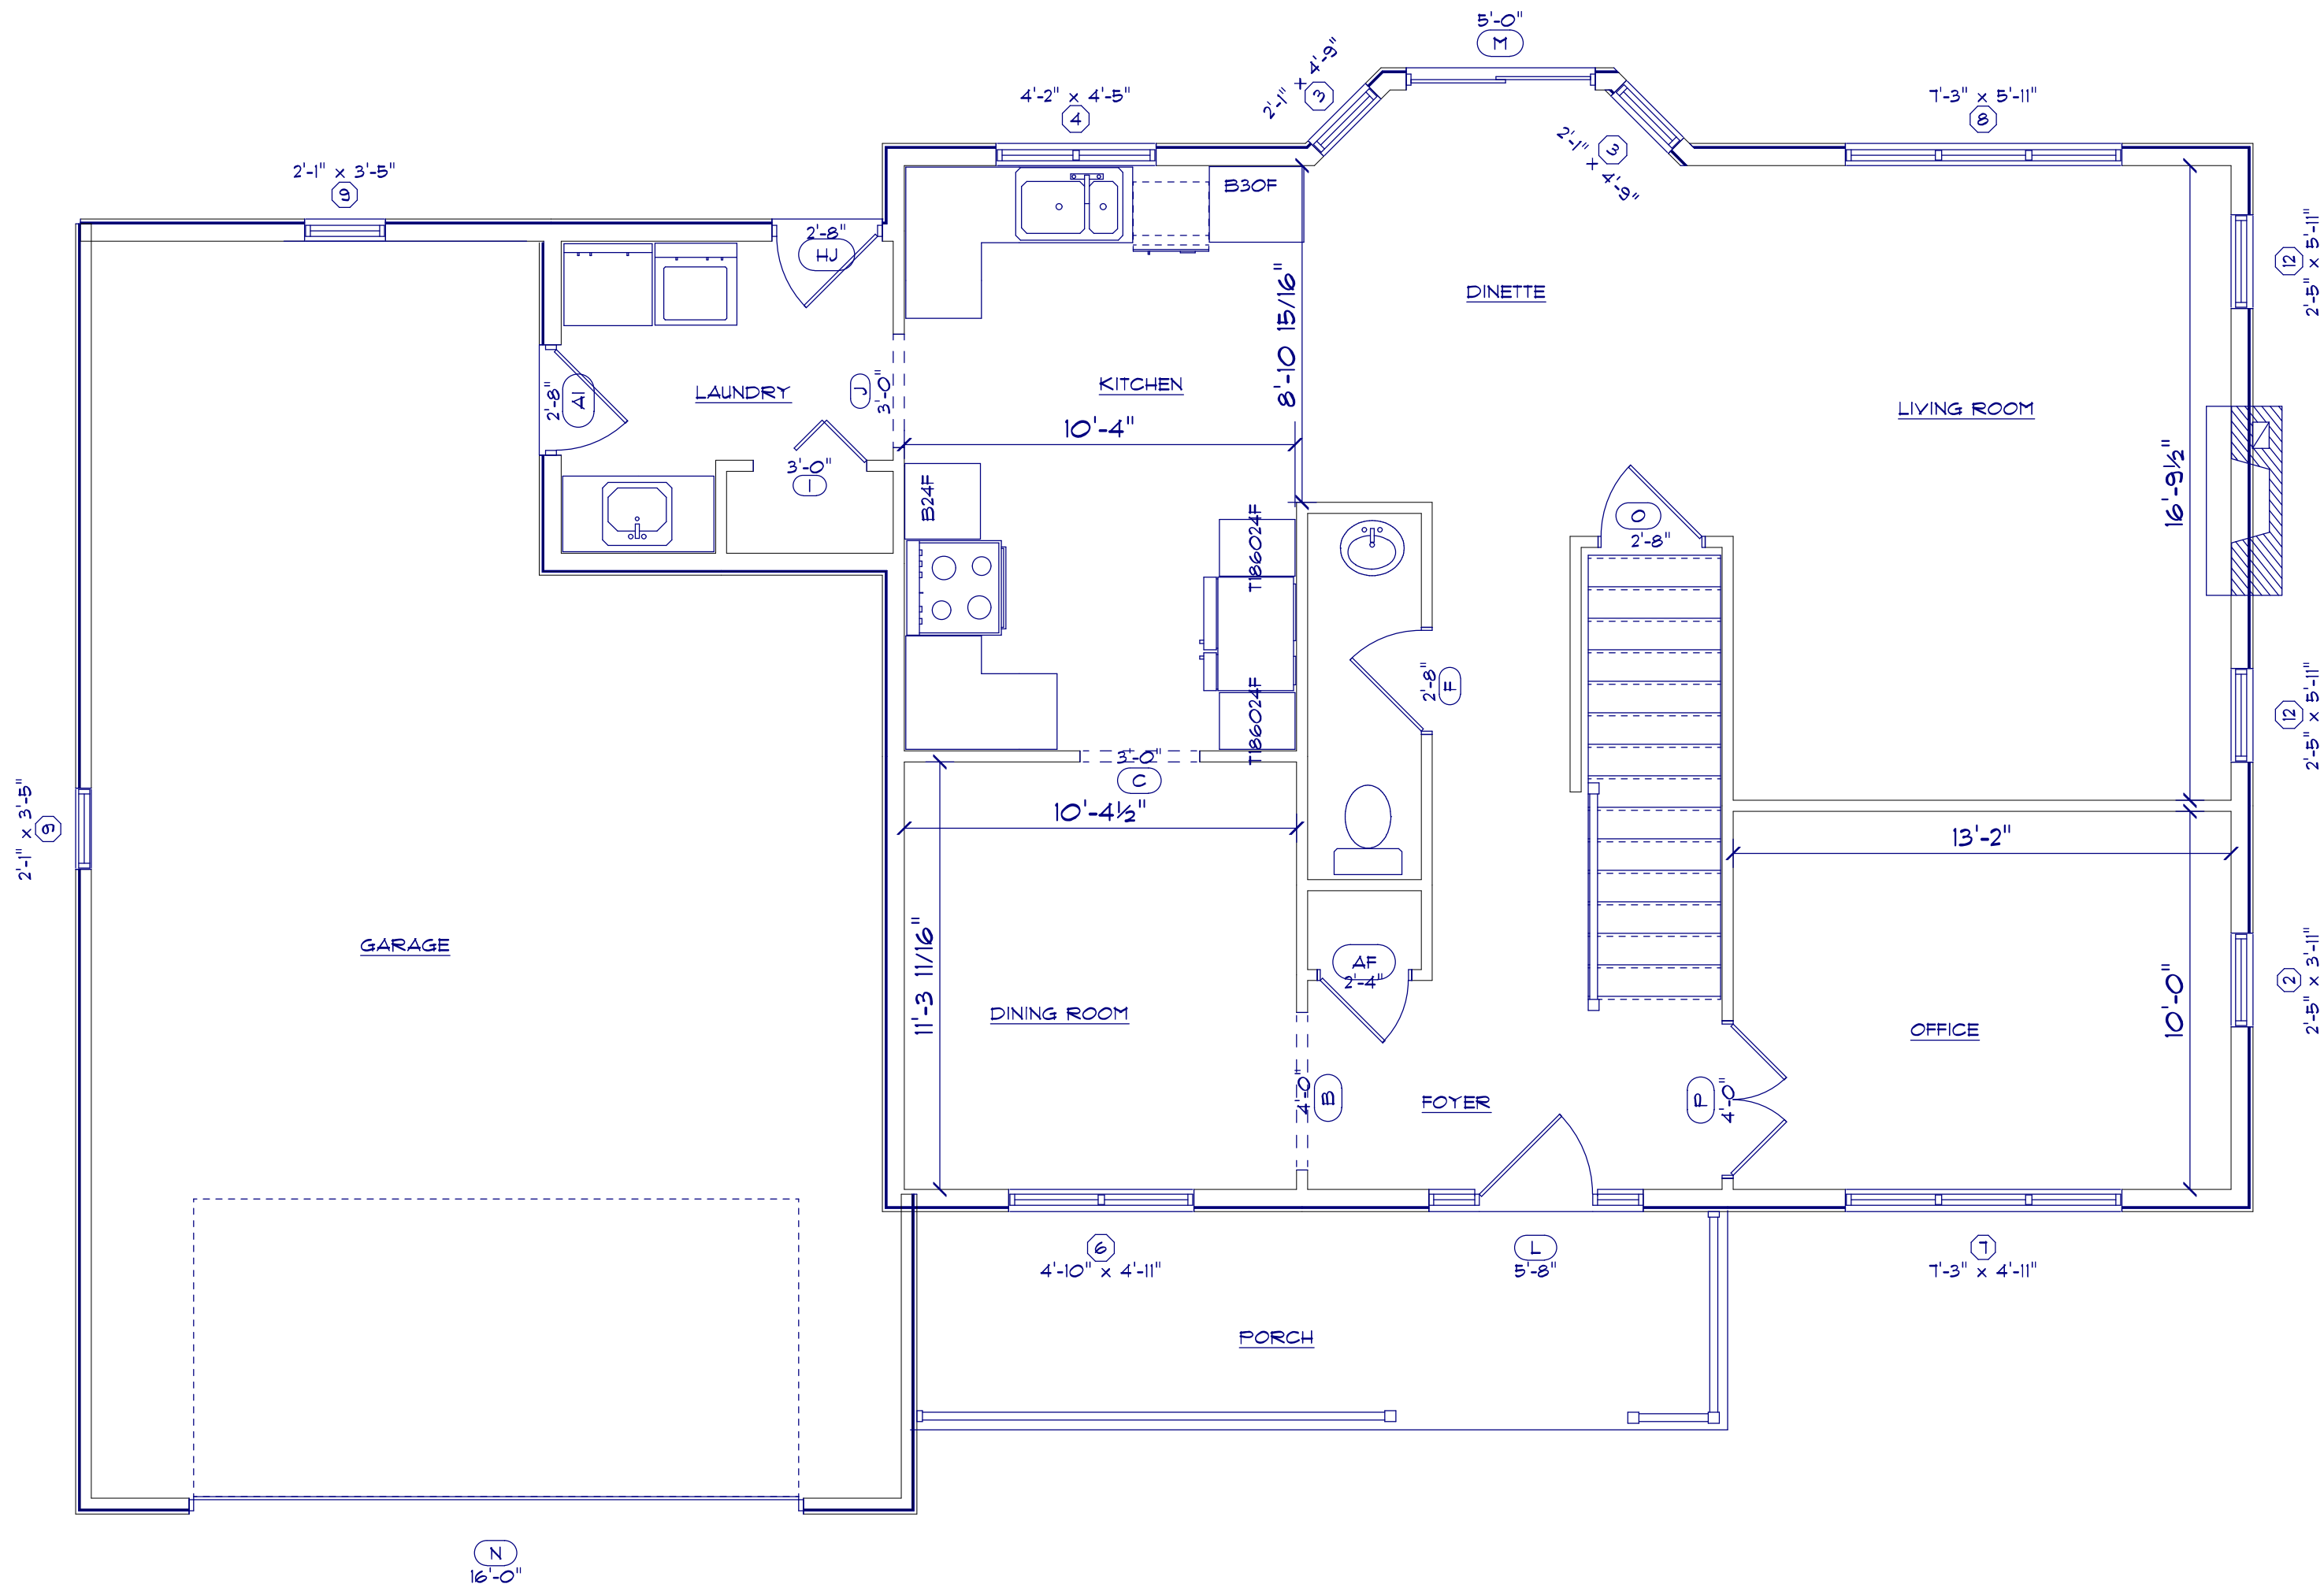 5'-0"
M
2'-1" x 4'-9"
3
4'-2" x 4'-5"
4
2'-1" x 4'-9"
3
7'-3" x 5'-11"
8
2'-1" x 3'-5"
9
B30F
2'-8"
HJ
12
2'-5" x 5'-11"
DINETTE
8'-10 15/16"
2'-8"
AI
LAUNDRY
J
3'-0"
KITCHEN
LIVING ROOM
10'-4"
3'-0"
I
B24F
16'-9½"
O
2'-8"
T186024F
2'-8"
F
T186024F
12
2'-5" x 5'-11"
3'-0"
C
10'-4½"
13'-2"
2'-1" x 3'-5"
9
GARAGE
11'-3 11/16"
AF
2'-4"
DINING ROOM
10'-0"
OFFICE
2
2'-5" x 3'-11"
4'-0"
B
FOYER
P
4'-0"
6
4'-10" x 4'-11"
L
5'-8"
7
7'-3" x 4'-11"
PORCH
N
16'-0"